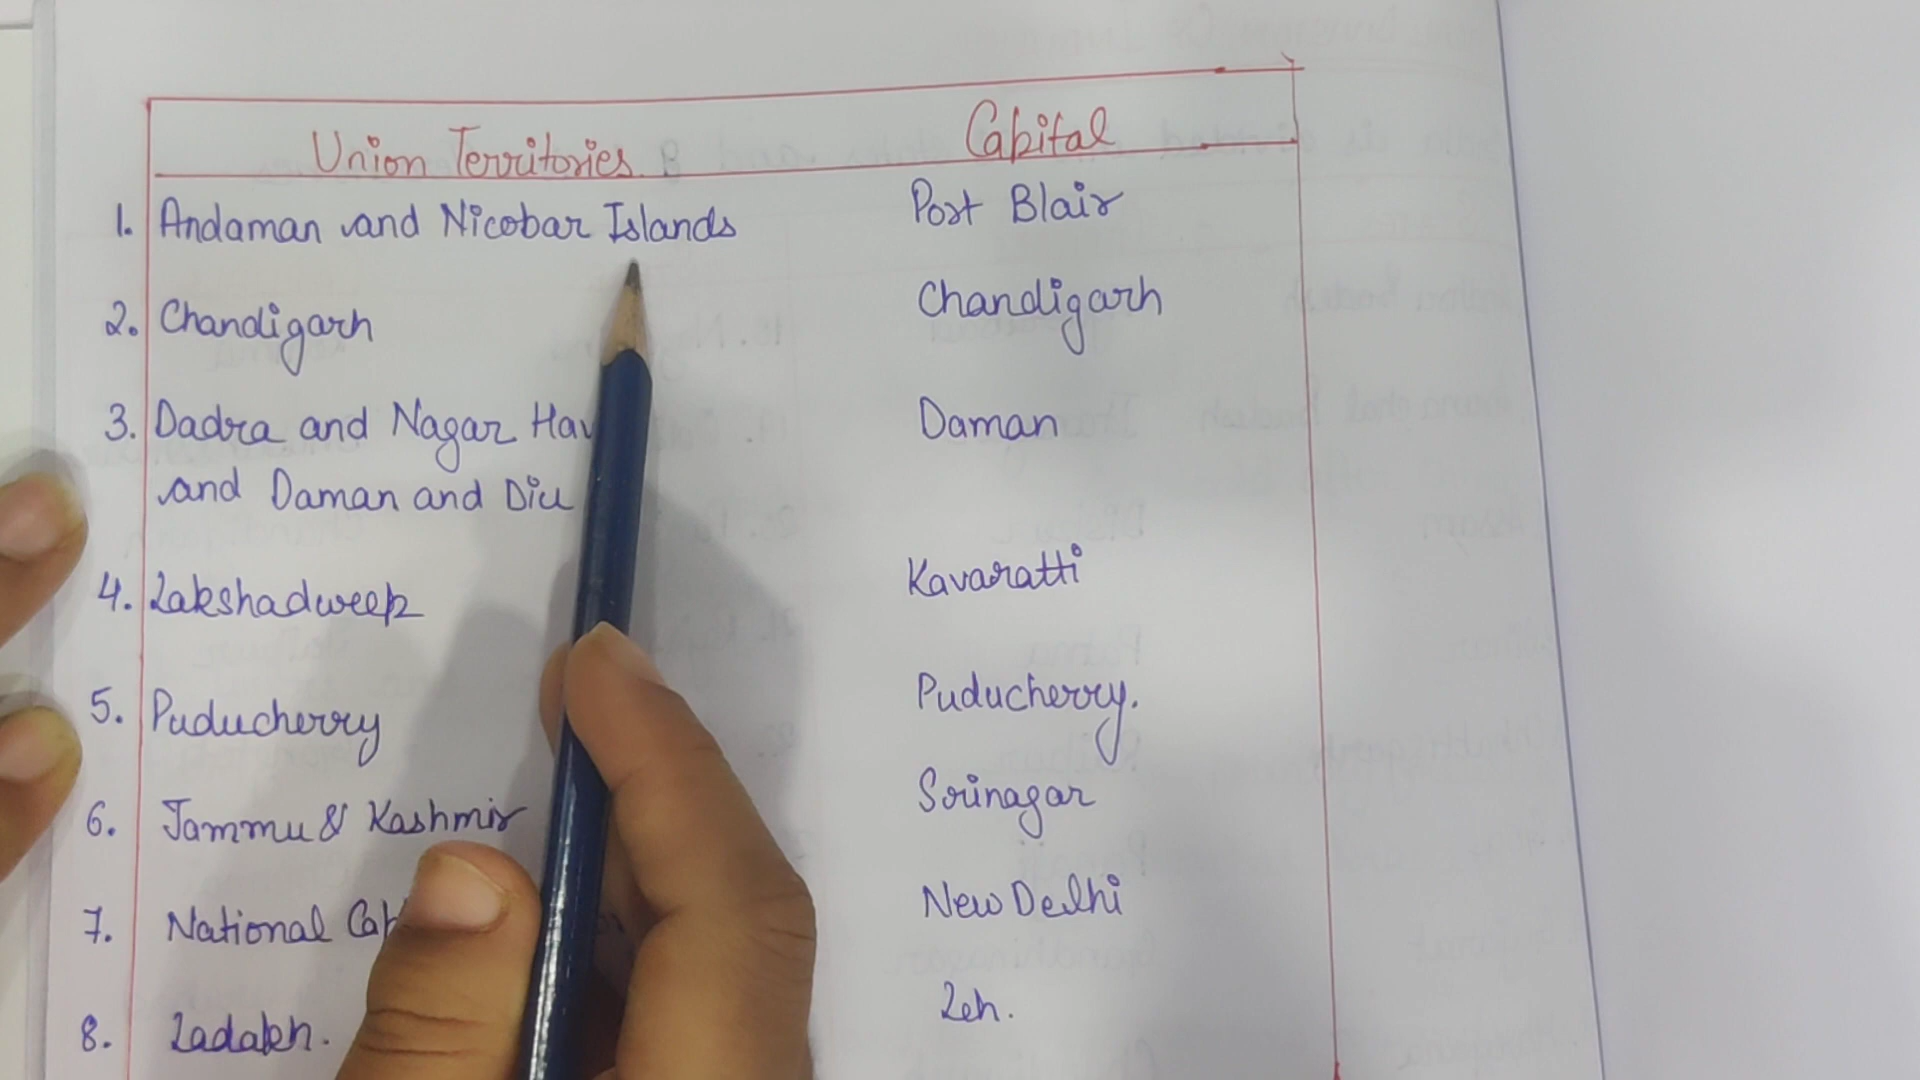 Union Territories Capital
1. Andaman and Nicobar Islands Port Blair
2. Chandigarh Chandigarh
3. Dadra and Nagar Daman
and Daman and Diu
4. Lakshadweep Kavaratti
5. Puducherry Puducherry.
6. Jammu & Kashmir Srinagar
7. National New Delhi
8. Ladakh. Leh.